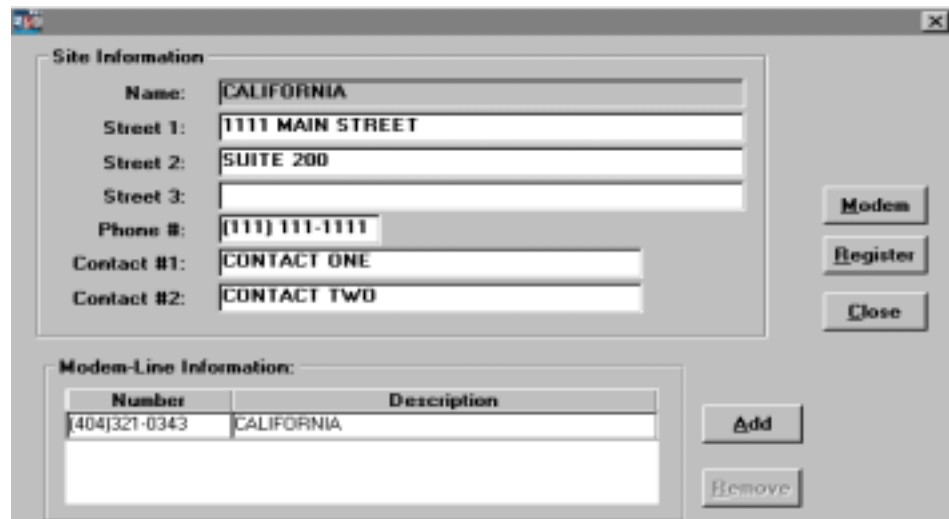 Site Information
Name: CALIFORNIA
Street 1: 1111 MAIN STREET
Street 2: SUITE 200
Street 3:
Phone #: (111) 111-1111
Contact #1: CONTACT ONE
Contact #2: CONTACT TWO
Modem
Register
Close
Modem-Line Information:
Number Description
(404)321-0343 CALIFORNIA
Add
Remove